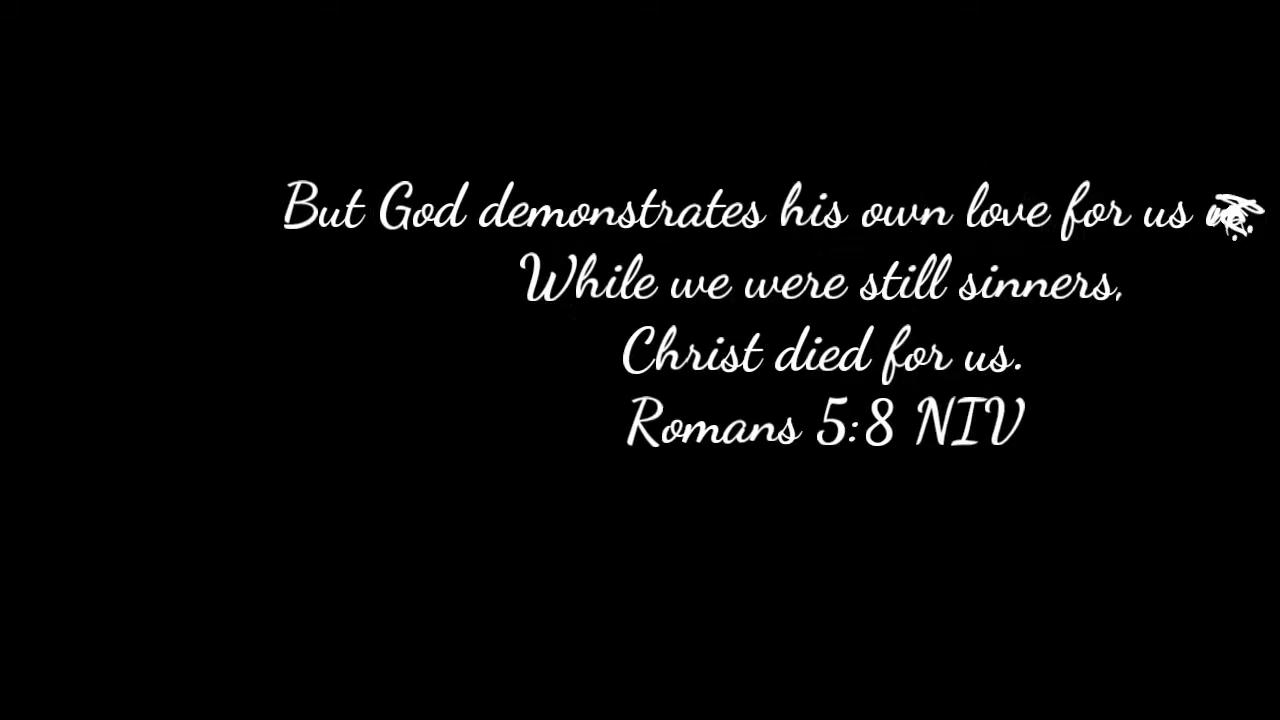 But God demonstrates his own love for us
While we were still sinners,
Christ died for us.
Romans 5:8 NIV